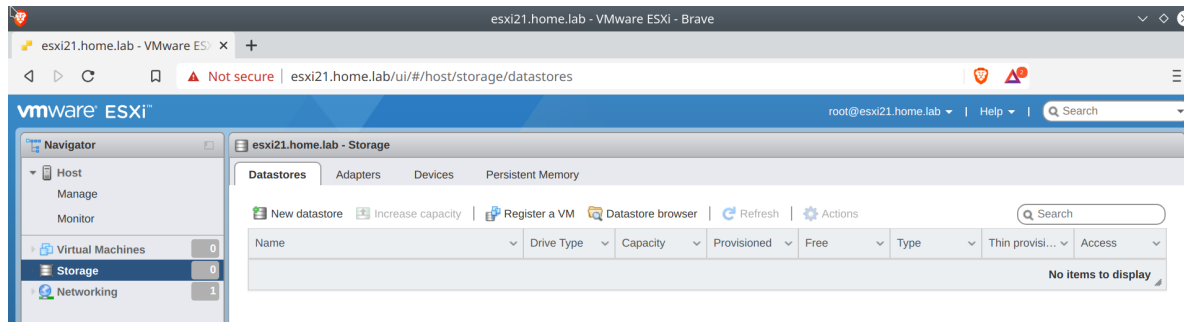 esxi21.home.lab - VMware ESXi - Brave
esxi21.home.lab - VMware ES
Not secure | esxi21.home.lab/ui/#/host/storage/datastores
vmware ESXi™
root@esxi21.home.lab | Help | Search
Navigator
esxi21.home.lab - Storage
Host
Manage
Monitor
Virtual Machines 0
Storage 0
Networking 1
Datastores Adapters Devices Persistent Memory
New datastore Increase capacity | Register a VM Datastore browser | Refresh | Actions Search
Name Drive Type Capacity Provisioned Free Type Thin provisi... Access
No items to display